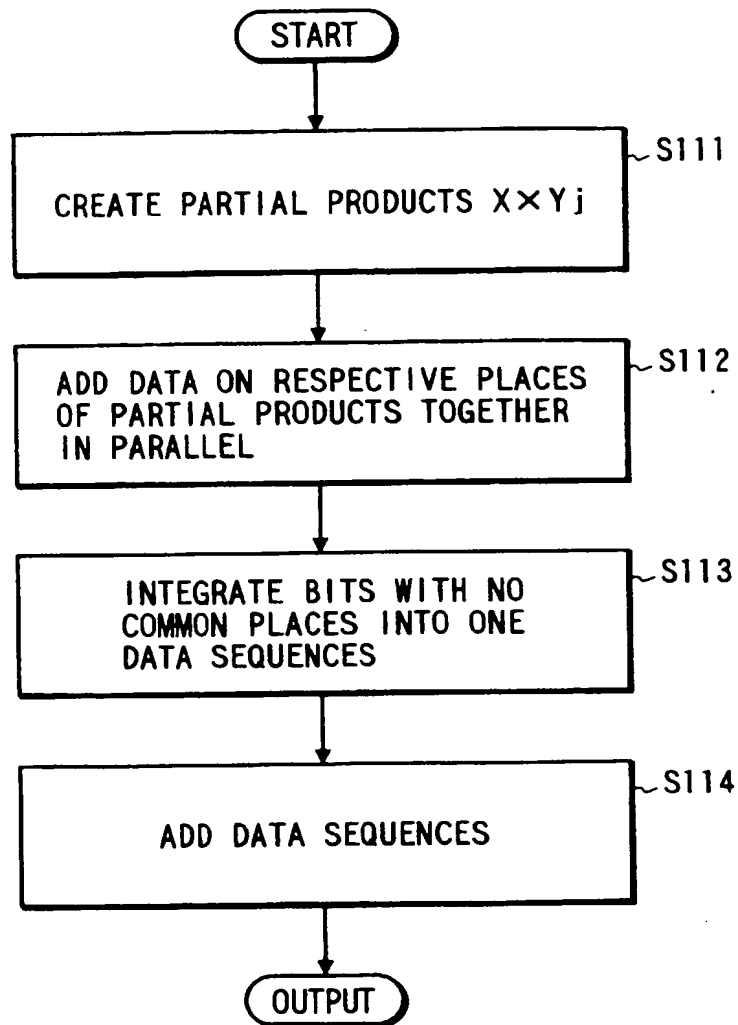 START
S111
CREATE PARTIAL PRODUCTS X×Yj
S112
ADD DATA ON RESPECTIVE PLACES
OF PARTIAL PRODUCTS TOGETHER
IN PARALLEL
S113
INTEGRATE BITS WITH NO
COMMON PLACES INTO ONE
DATA SEQUENCES
S114
ADD DATA SEQUENCES
OUTPUT